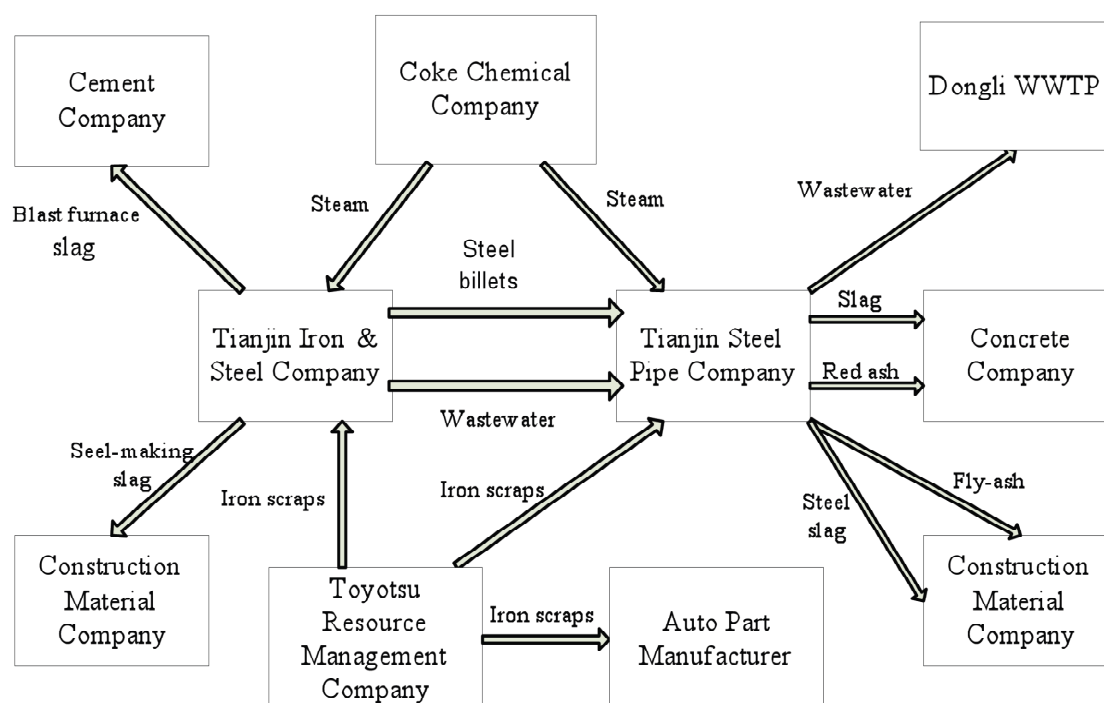 Cement
Company
Coke Chemical
Company
Dongli WWTP
Blast furnace
slag
Steam
Steam
Wastewater
Steel
billets
Tianjin Iron &
Steel Company
Tianjin Steel
Pipe Company
Slag
Red ash
Concrete
Company
Wastewater
Seel-making
slag
Iron scraps
Iron scraps
Steel
slag
Fly-ash
Construction
Material
Company
Toyotsu
Resource
Management
Company
Iron scraps
Auto Part
Manufacturer
Construction
Material
Company